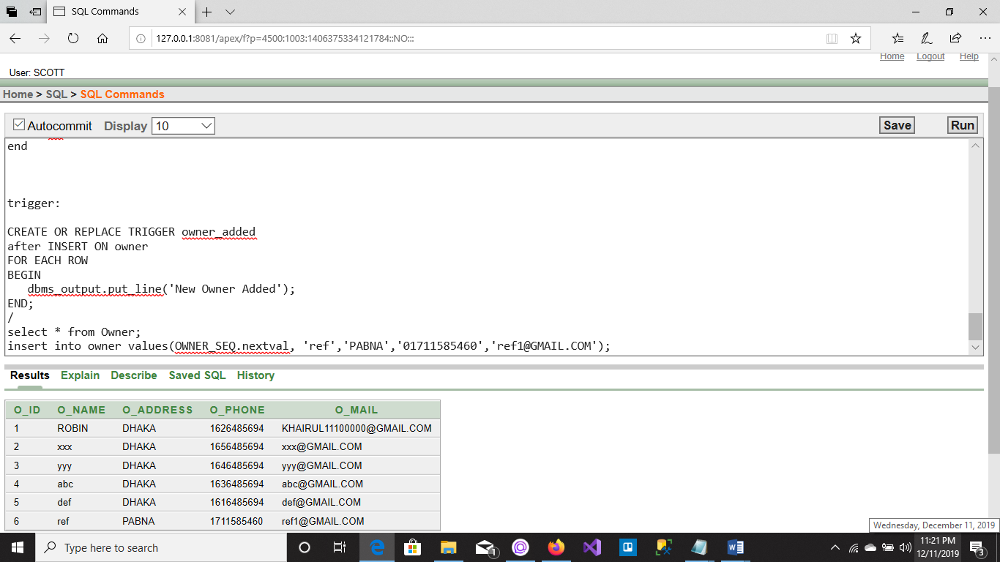 SQL Commands
127.0.0.1:8081/apex/f?p=4500:1003:1406375334121784::NO:::
Home Logout Help
User: SCOTT
Home > SQL > SQL Commands
Autocommit Display 10 Save Run
end
trigger:
CREATE OR REPLACE TRIGGER owner_added
after INSERT ON owner
FOR EACH ROW
BEGIN
dbms_output.put_line('New Owner Added');
END;
/
select * from Owner;
insert into owner values(OWNER_SEQ.nextval, 'ref','PABNA','01711585460','ref1@GMAIL.COM');
Results Explain Describe Saved SQL History
O_ID O_NAME O_ADDRESS O_PHONE O_MAIL
1 ROBIN DHAKA 1626485694 KHAIRUL11100000@GMAIL.COM
2 xxx DHAKA 1656485694 xxx@GMAIL.COM
3 yyy DHAKA 1646485694 yyy@GMAIL.COM
4 abc DHAKA 1636485694 abc@GMAIL.COM
5 def DHAKA 1616485694 def@GMAIL.COM
6 ref PABNA 1711585460 ref1@GMAIL.COM
Wednesday, December 11, 2019
Type here to search
1
11:21 PM
12/11/2019
3